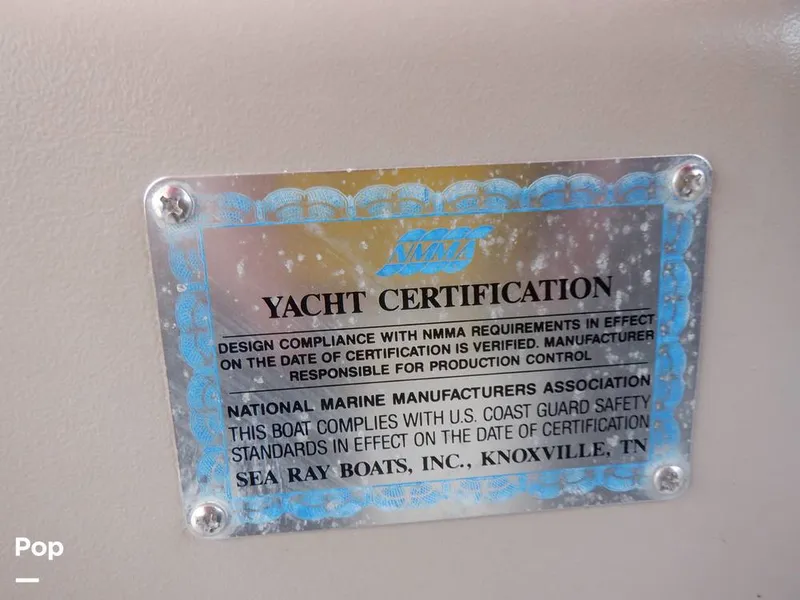 NMMA
YACHT CERTIFICATION
DESIGN COMPLIANCE WITH NMMA REQUIREMENTS IN EFFECT
ON THE DATE OF CERTIFICATION IS VERIFIED. MANUFACTURER
RESPONSIBLE FOR PRODUCTION CONTROL
NATIONAL MARINE MANUFACTURERS ASSOCIATION
THIS BOAT COMPLIES WITH U.S. COAST GUARD SAFETY
STANDARDS IN EFFECT ON THE DATE OF CERTIFICATION
SEA RAY BOATS, INC., KNOXVILLE, TN
Pop